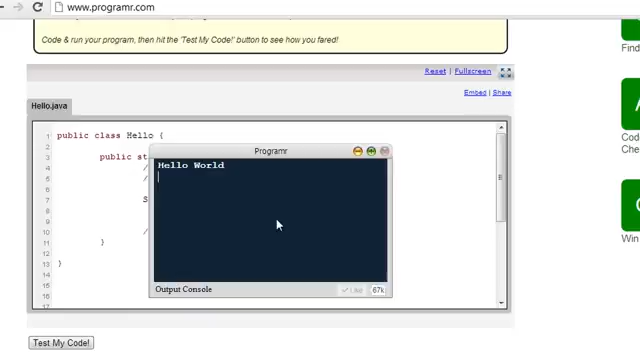 www.programr.com
Code & run your program, then hit the 'Test My Code!' button to see how you fared!
Find
Reset | Fullscreen
Embed | Share
Hello.java
1 public class Hello {
2
3 public st
4 /
5 /
6
7 S
8
9
10 /
11 }
12
13 }
14
15
16
17
Programr
Hello World
Output Console
Like
67k
Code
Che
Win
Test My Code!